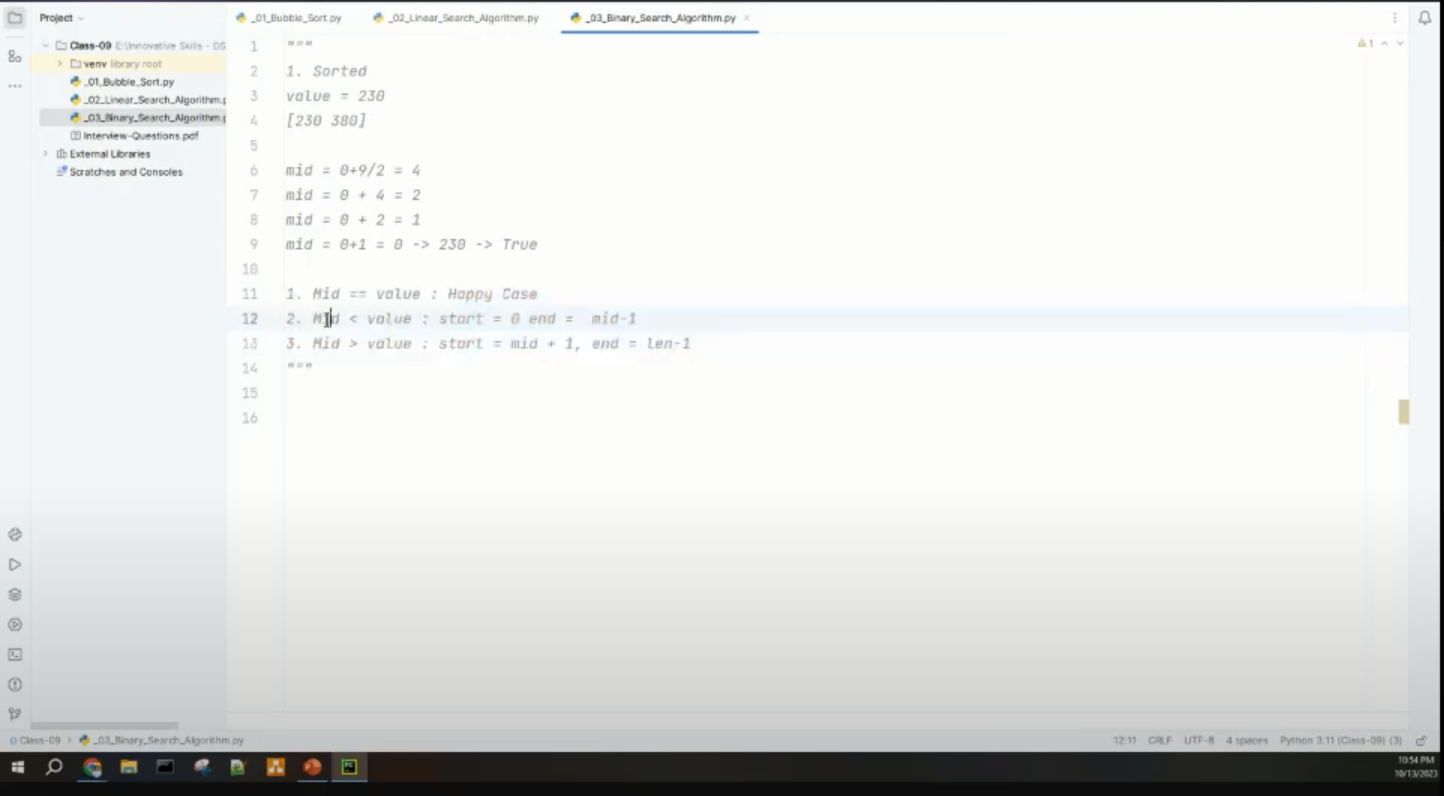 Project
_01_Bubble_Sort.py
_02_Linear_Search_Algorithm.py
_03_Binary_Search_Algorithm.py
Class-09 E:\Innovative Skills - DS
venv library root
_01_Bubble_Sort.py
_02_Linear_Search_Algorithm.p
_03_Binary_Search_Algorithm.p
Interview-Questions.pdf
External Libraries
Scratches and Consoles
1 """
2 1. Sorted
3 value = 230
4 [230 380]
5
6 mid = 0+9/2 = 4
7 mid = 0 + 4 = 2
8 mid = 0 + 2 = 1
9 mid = 0+1 = 0 -> 230 -> True
10
11 1. Mid == value : Happy Case
12 2. Mid < value : start = 0 end =  mid-1
13 3. Mid > value : start = mid + 1, end = len-1
14 """
15
16
1
Class-09 > _03_Binary_Search_Algorithm.py
12:11 CRLF UTF-8 4 spaces Python 3.11 (Class-09) (3)
10:54 PM
10/13/2023